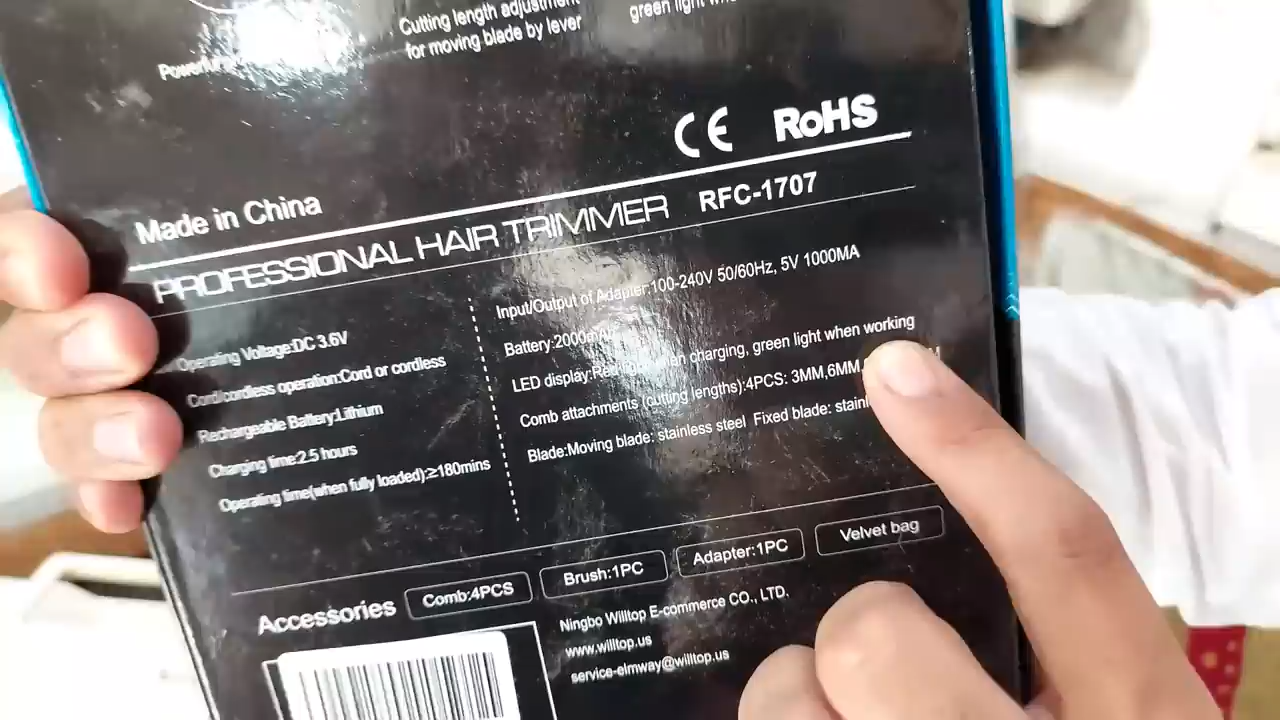 Cutting length adjustment
for moving blade by lever
green light
CE RoHS
Made in China
PROFESSIONAL HAIR TRIMMER RFC-1707
Operating Voltage:DC 3.6V
Cord/cordless operation:Cord or cordless
Rechargeable Battery:Lithium
Charging time:2.5 hours
Operating time(when fully loaded):≥180mins
Input/Output of Adapter:100-240V 50/60Hz, 5V 1000MA
Battery:2000mAh
LED display:Red light when charging, green light when working
Comb attachments (cutting lengths):4PCS: 3MM,6MM,
Blade:Moving blade: stainless steel Fixed blade:
Accessories Comb:4PCS Brush:1PC Adapter:1PC Velvet bag
Ningbo Willtop E-commerce CO., LTD.
www.willtop.us
service-elmway@willtop.us